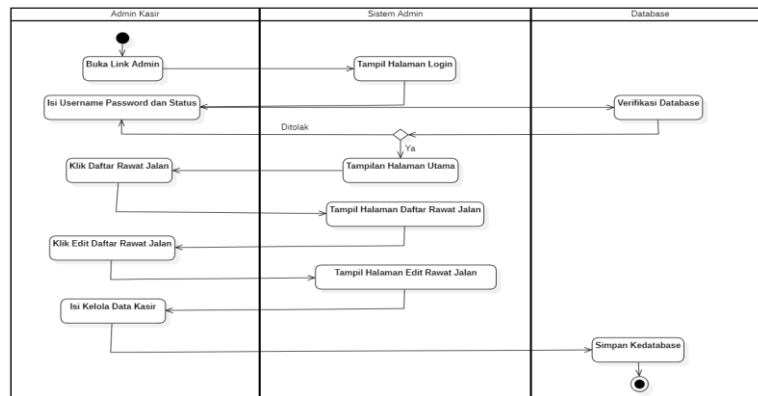 Admin Kasir
Sistem Admin
Database
Buka Link Admin
Tampil Halaman Login
Isi Username Password dan Status
Verifikasi Database
Ditolak
Ya
Klik Daftar Rawat Jalan
Tampilan Halaman Utama
Tampil Halaman Daftar Rawat Jalan
Klik Edit Daftar Rawat Jalan
Tampil Halaman Edit Rawat Jalan
Isi Kelola Data Kasir
Simpan Kedatabase